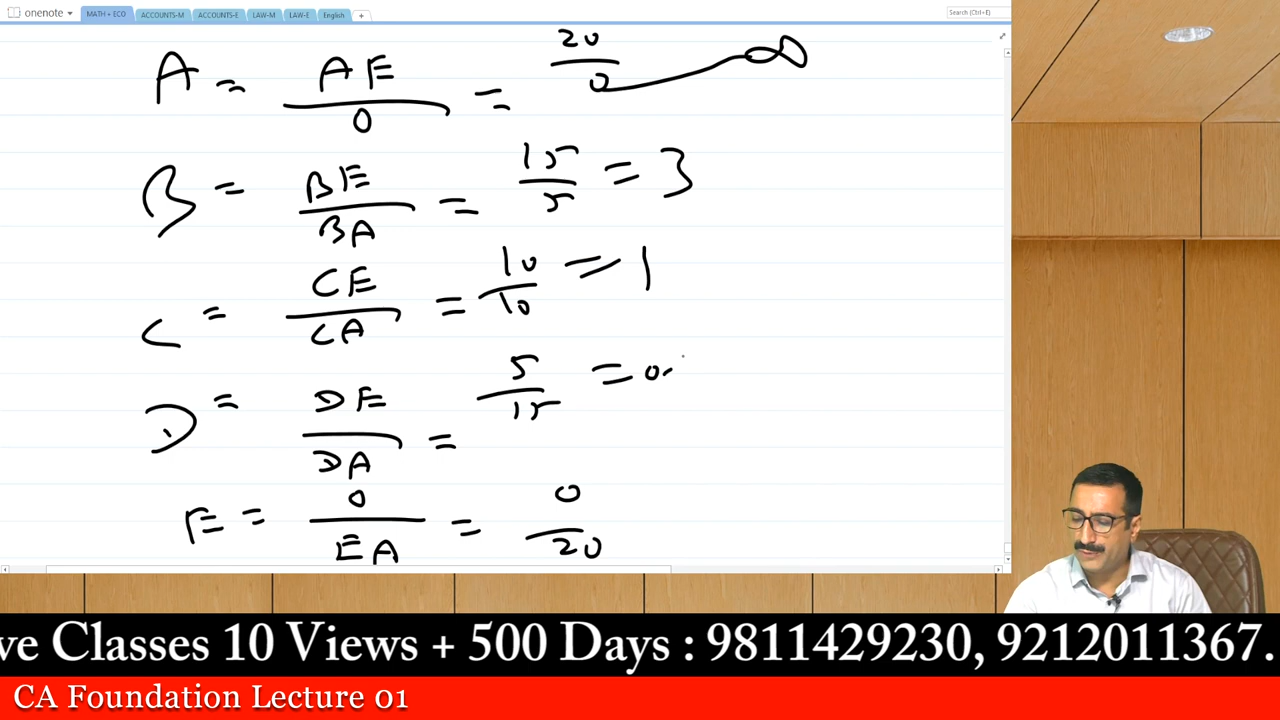 onenote MATH + ECO ACCOUNTS-M ACCOUNTS-E LAW-M LAW-E English + Search (Ctrl+E)
A = AE/0 = 20/0 ∞
B = BE/BA = 15/5 = 3
C = CE/CA = 10/10 = 1
D = DE/DA = 5/15 = 0.
E = 0/EA = 0/20
ve Classes 10 Views + 500 Days : 9811429230, 9212011367.
CA Foundation Lecture 01